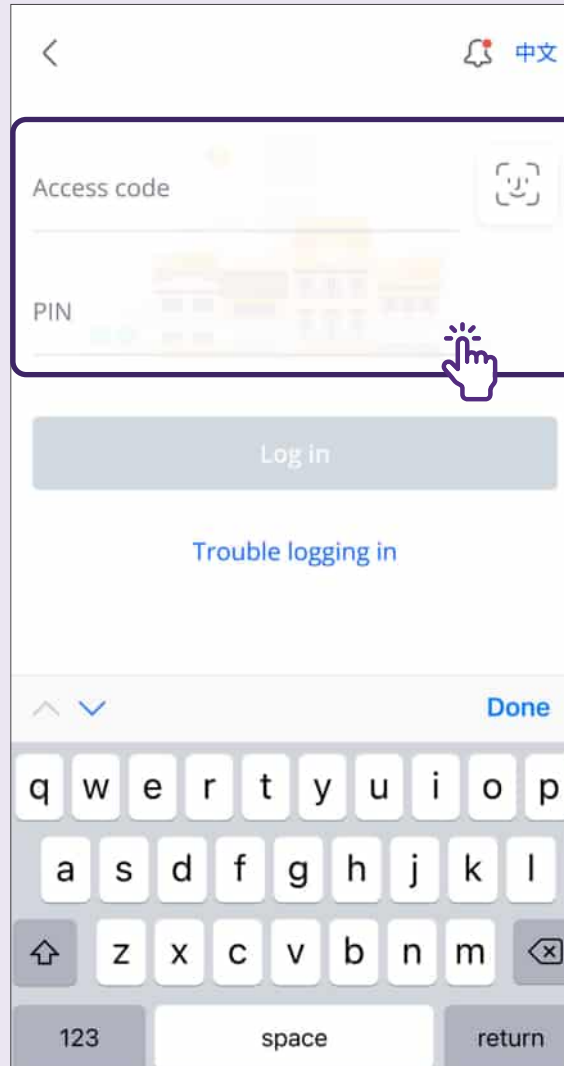 中文
Access code
PIN
Log in
Trouble logging in
Done
q w e r t y u i o p
a s d f g h j k l
z x c v b n m
123 space return